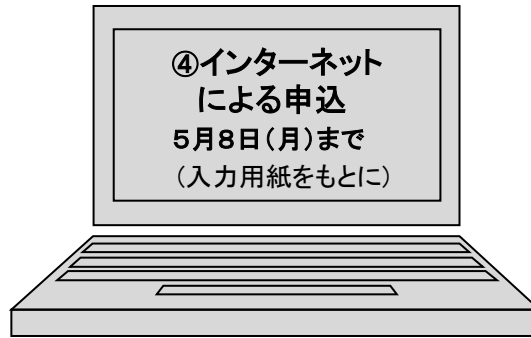 ④インターネット
による申込
５月８日（月）まで
（入力用紙をもとに）